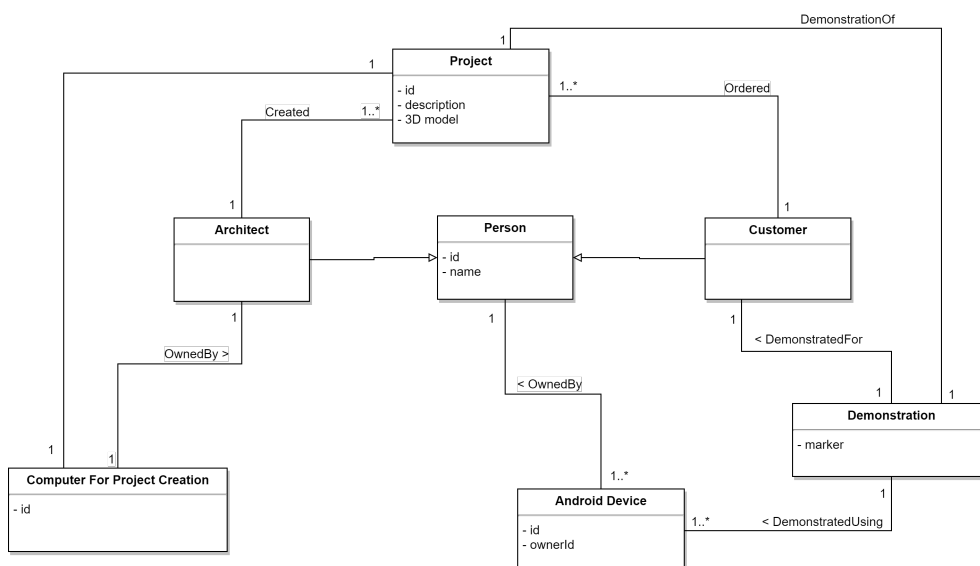 DemonstrationOf
1
Project
1
- id
- description
- 3D model
1..*
Ordered
Created
1..*
1
1
Architect
Person
- id
- name
Customer
1
1
1
OwnedBy >
< DemonstratedFor
< OwnedBy
1
1
Demonstration
- marker
1
1
Computer For Project Creation
- id
1..*
Android Device
- id
- ownerId
1
1..*
< DemonstratedUsing